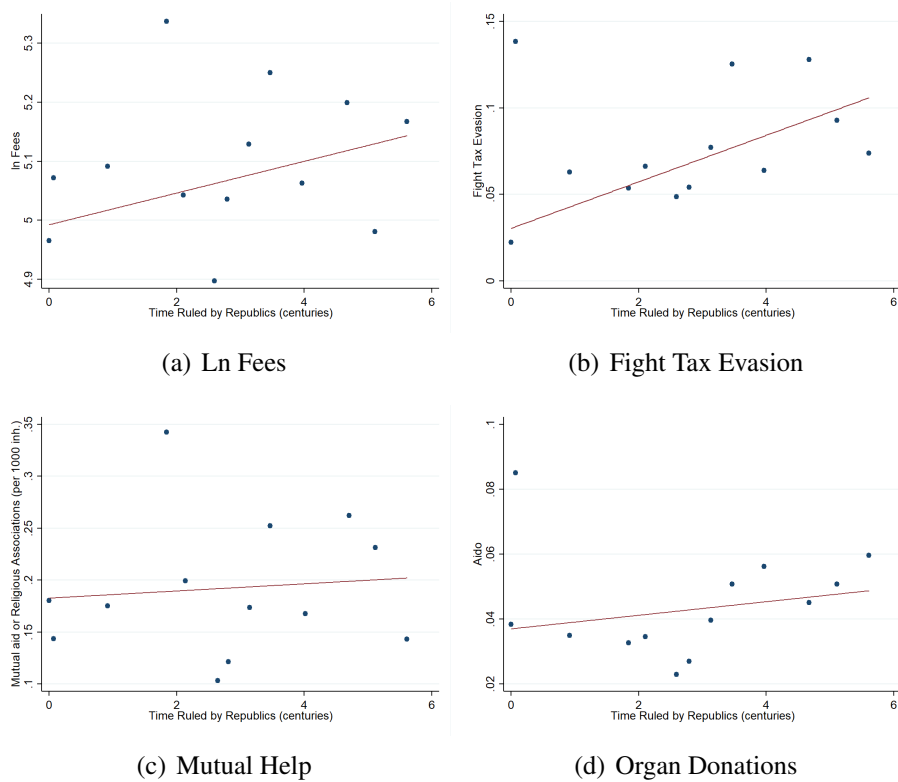 ln Fees
4.9 5 5.1 5.2 5.3
0 2 4 6
Time Ruled by Republics (centuries)
(a) Ln Fees
Fight Tax Evasion
0 .05 .1 .15
0 2 4 6
Time Ruled by Republics (centuries)
(b) Fight Tax Evasion
Mutual aid or Religious Associations (per 1000 inh.)
.1 .15 .2 .25 .3 .35
0 2 4 6
Time Ruled by Republics (centuries)
(c) Mutual Help
Aido
.02 .04 .06 .08 .1
0 2 4 6
Time Ruled by Republics (centuries)
(d) Organ Donations